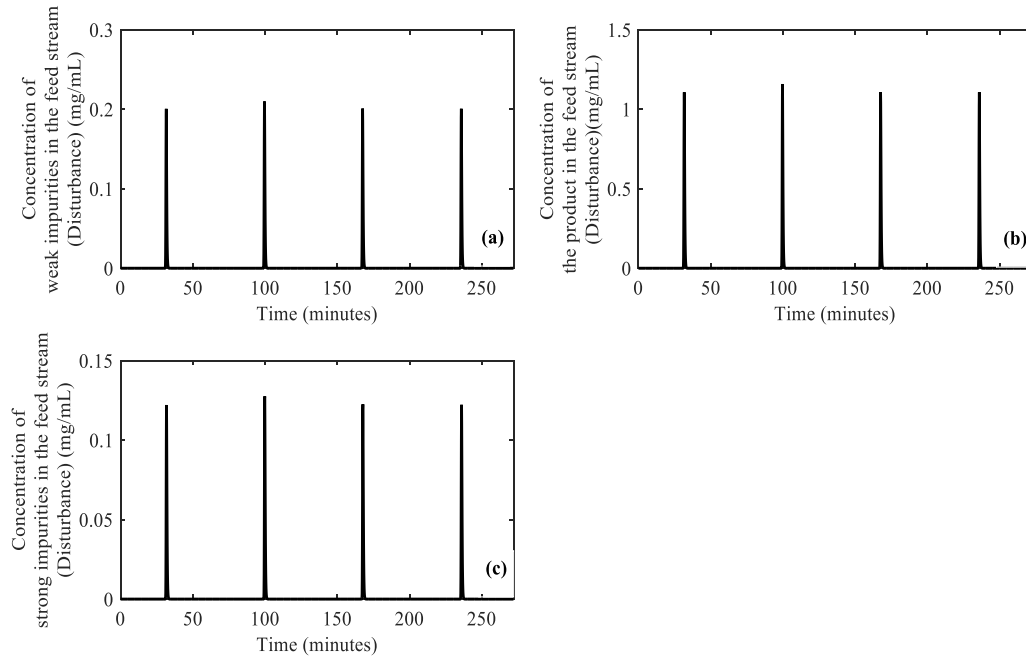 Concentration of
weak impurities in the feed stream
(Disturbance) (mg/mL)
0.3
0.2
0.1
0
(a)
0 50 100 150 200 250
Time (minutes)
Concentration of
the product in the feed stream
(Disturbance)(mg/mL)
1.5
1
0.5
0
(b)
0 50 100 150 200 250
Time (minutes)
Concentration of
strong impurities in the feed stream
(Disturbance) (mg/mL)
0.15
0.1
0.05
0
(c)
0 50 100 150 200 250
Time (minutes)